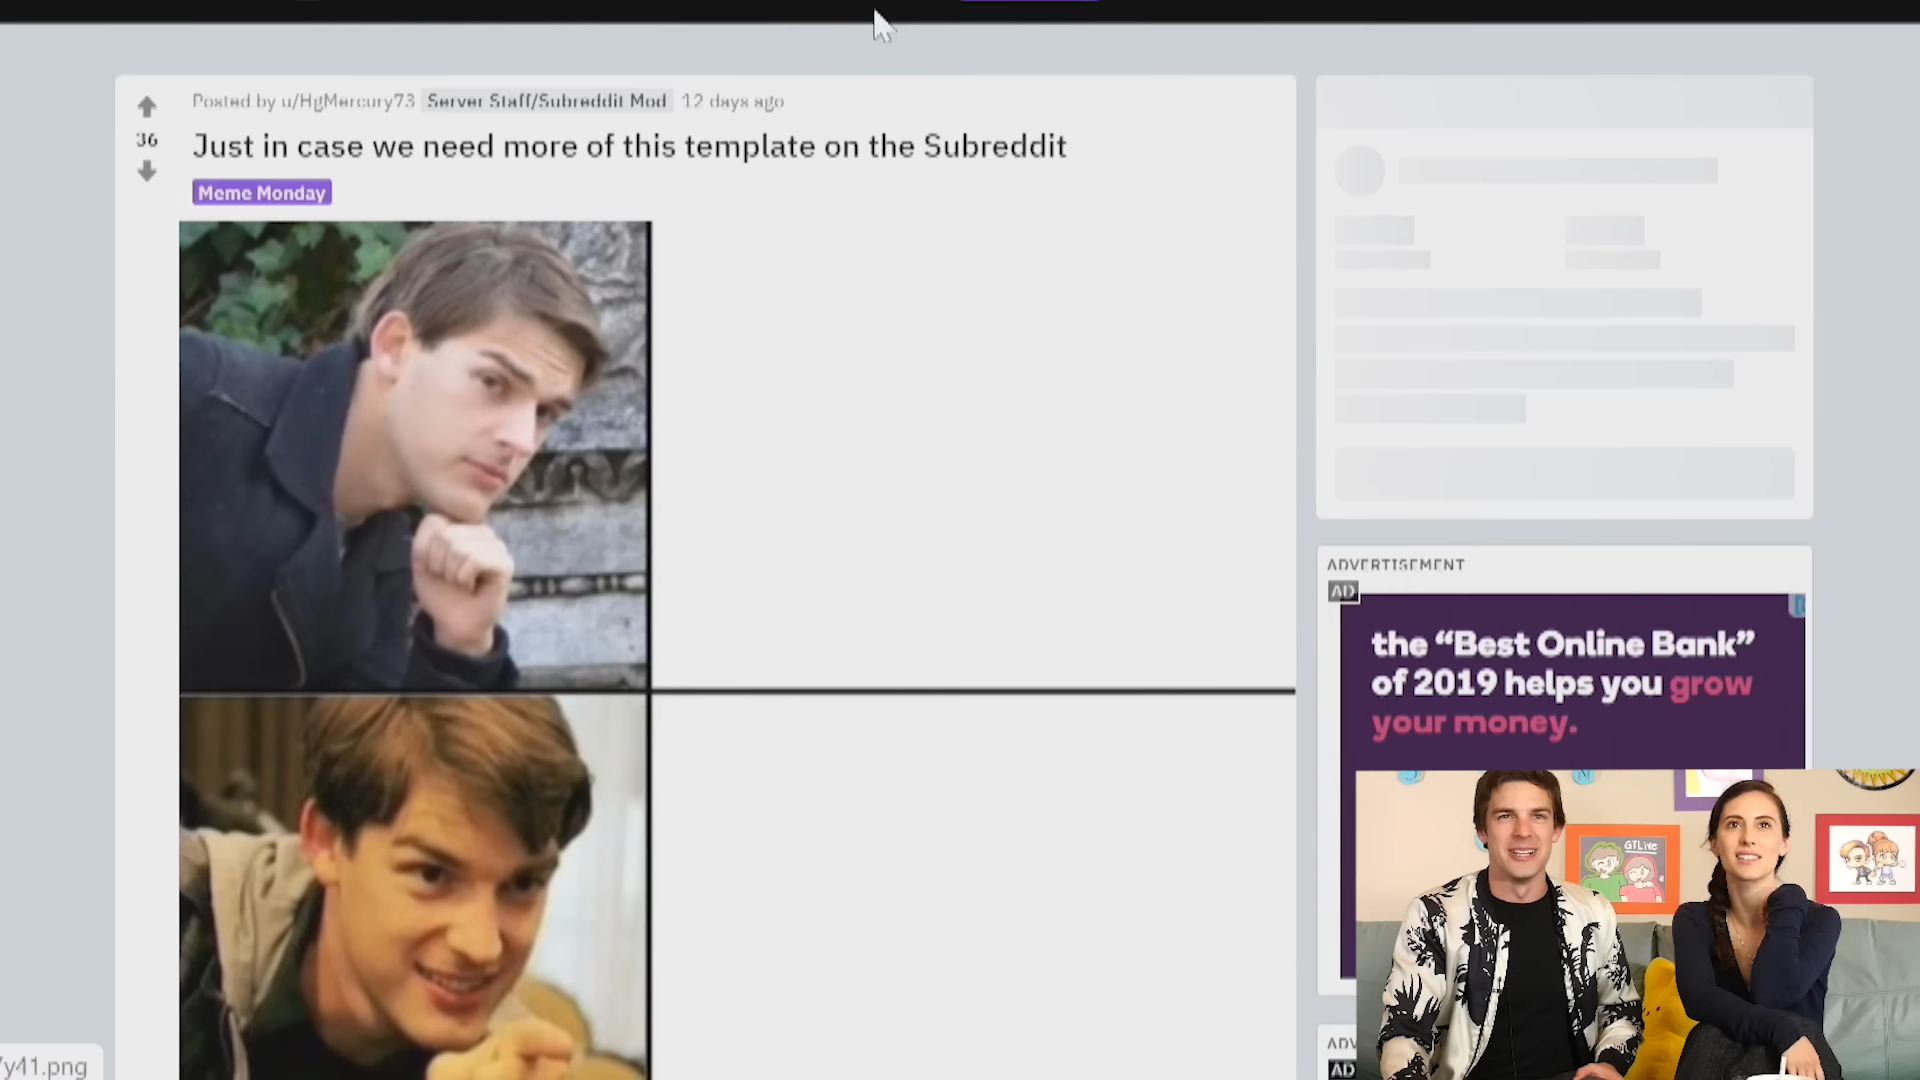 Posted by u/HgMercury73 Server Staff/Subreddit Mod 12 days ago
36
Just in case we need more of this template on the Subreddit
Meme Monday
ADVERTISEMENT
AD
the “Best Online Bank”
of 2019 helps you grow
your money.
GTLive
ADV
AD
y41.png